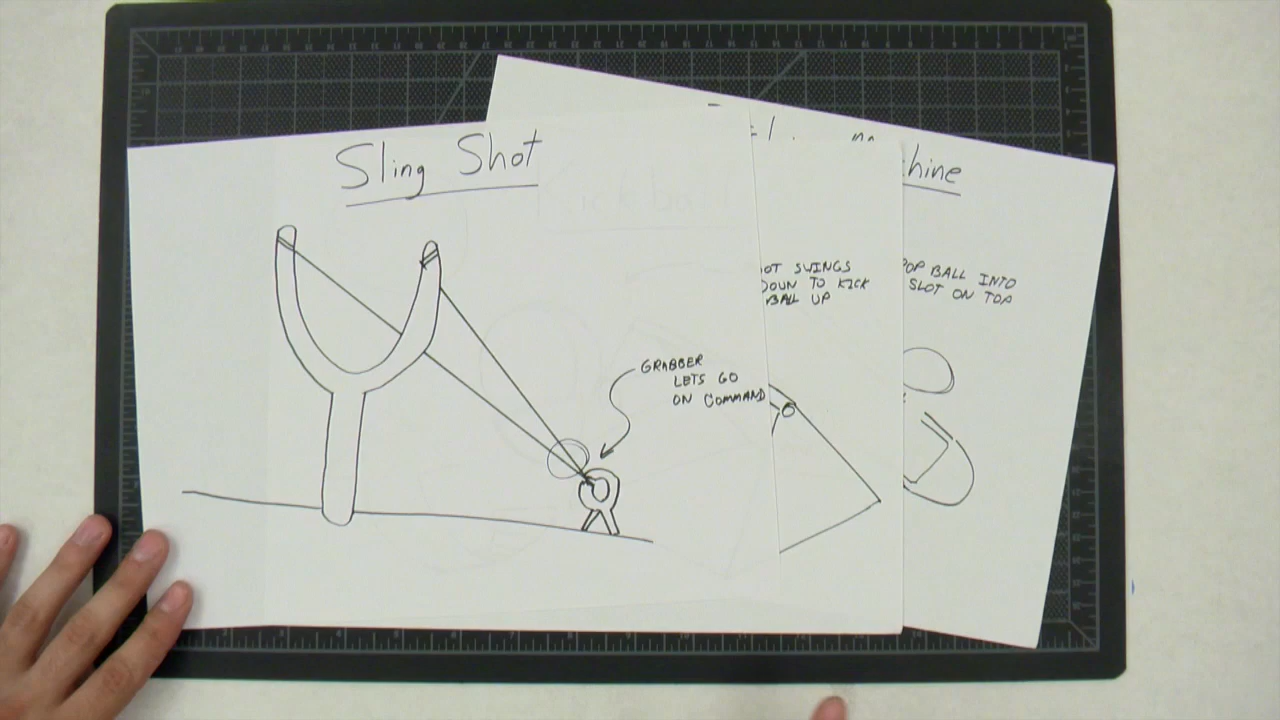 Sling Shot
GRABBER
LETS GO
ON COMMAND
OT SWINGS
DOWN TO KICK
BALL UP
hine
OP BALL INTO
SLOT ON TOP